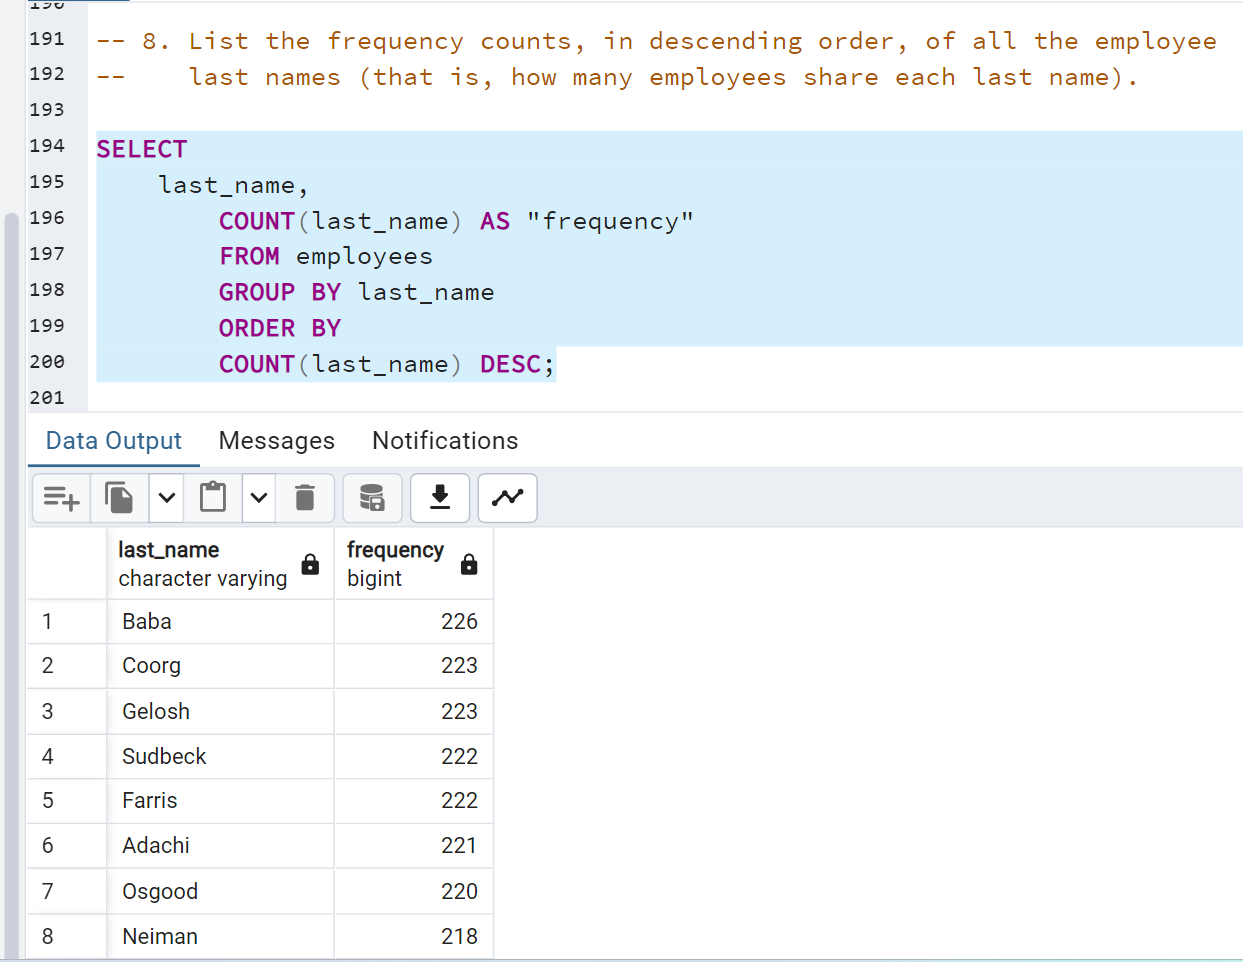 190
191 -- 8. List the frequency counts, in descending order, of all the employee
192 --    last names (that is, how many employees share each last name).
193
194 SELECT
195     last_name,
196         COUNT(last_name) AS "frequency"
197         FROM employees
198         GROUP BY last_name
199         ORDER BY
200         COUNT(last_name) DESC;
201
Data Output Messages Notifications
last_name frequency
character varying bigint
1 Baba 226
2 Coorg 223
3 Gelosh 223
4 Sudbeck 222
5 Farris 222
6 Adachi 221
7 Osgood 220
8 Neiman 218